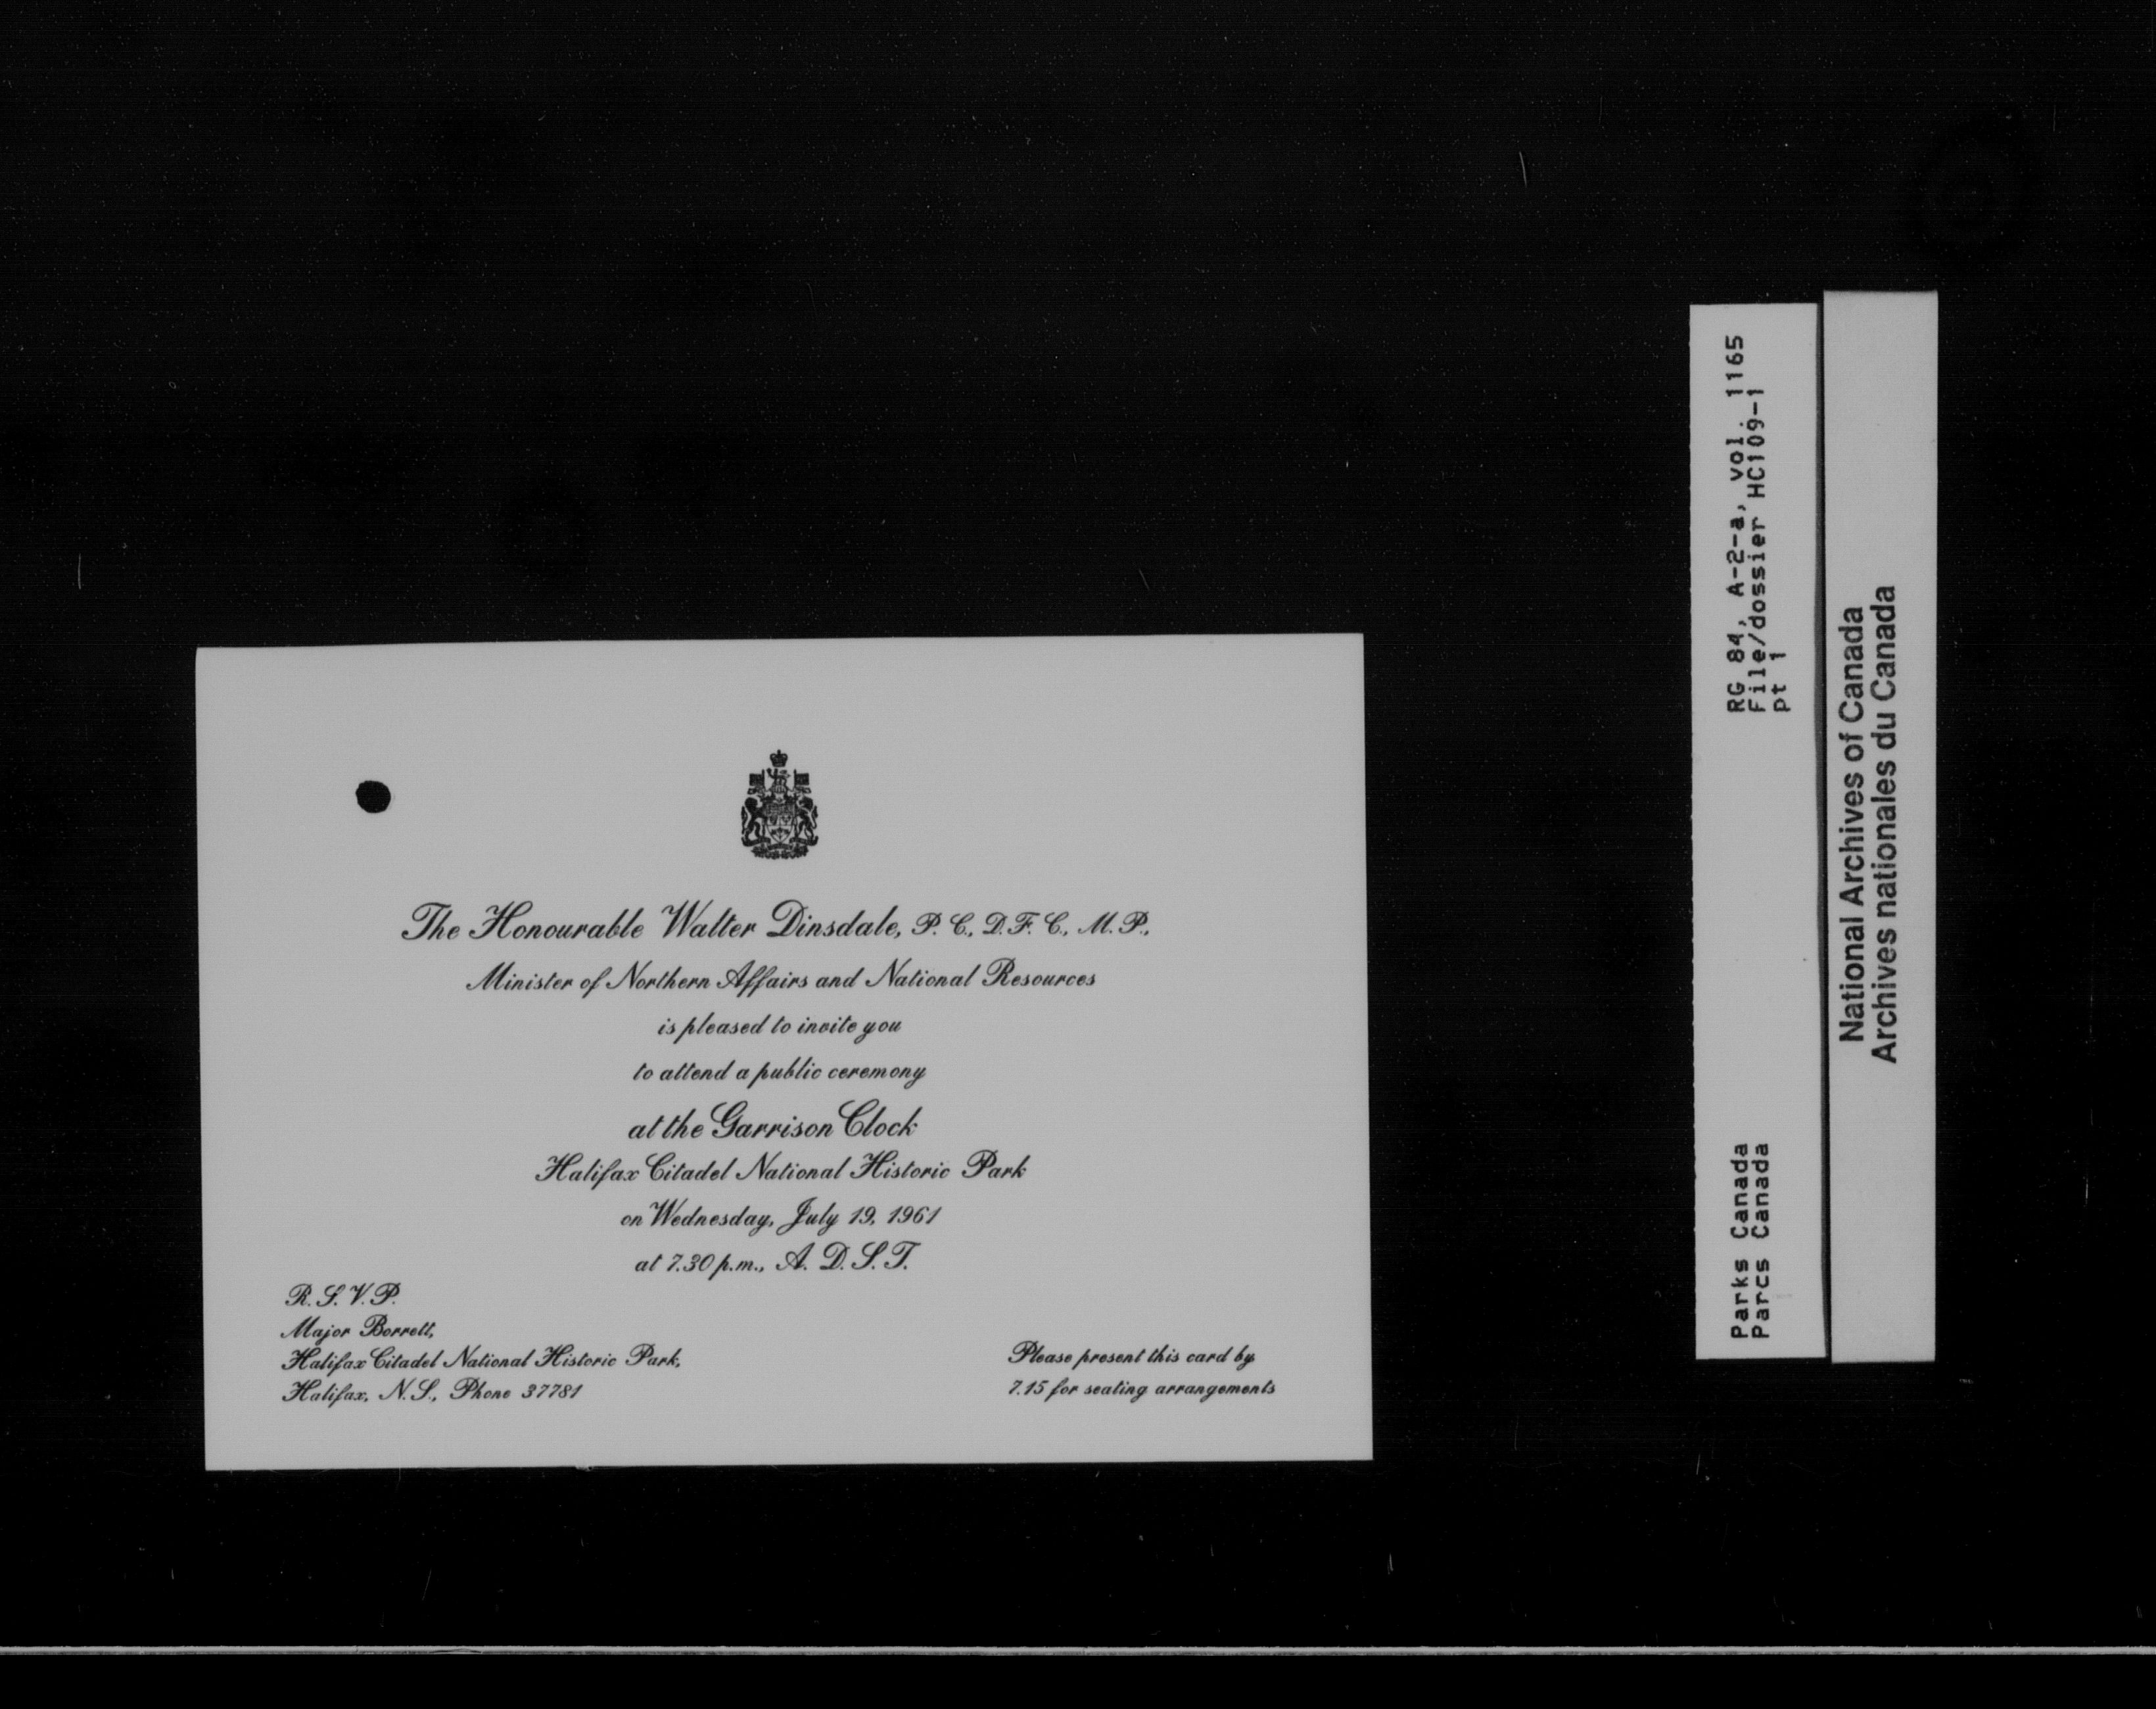 The Honourable Walter Dinsdale, P.C., D.F.C., M.P.,
Minister of Northern Affairs and National Resources
is pleased to invite you
to attend a public ceremony
at the Garrison Clock
Halifax Citadel National Historic Park
on Wednesday, July 19, 1961
at 7.30 p.m., A.D.S.T.
R.S.V.P.
Major Borrett,
Halifax Citadel National Historic Park,
Halifax, N.S., Phone 37781
Please present this card by
7.15 for seating arrangements
RG 84, A-2-a, vol. 1165
File/dossier HC109-1
pt 1
Parks Canada
Parcs Canada
National Archives of Canada
Archives nationales du Canada